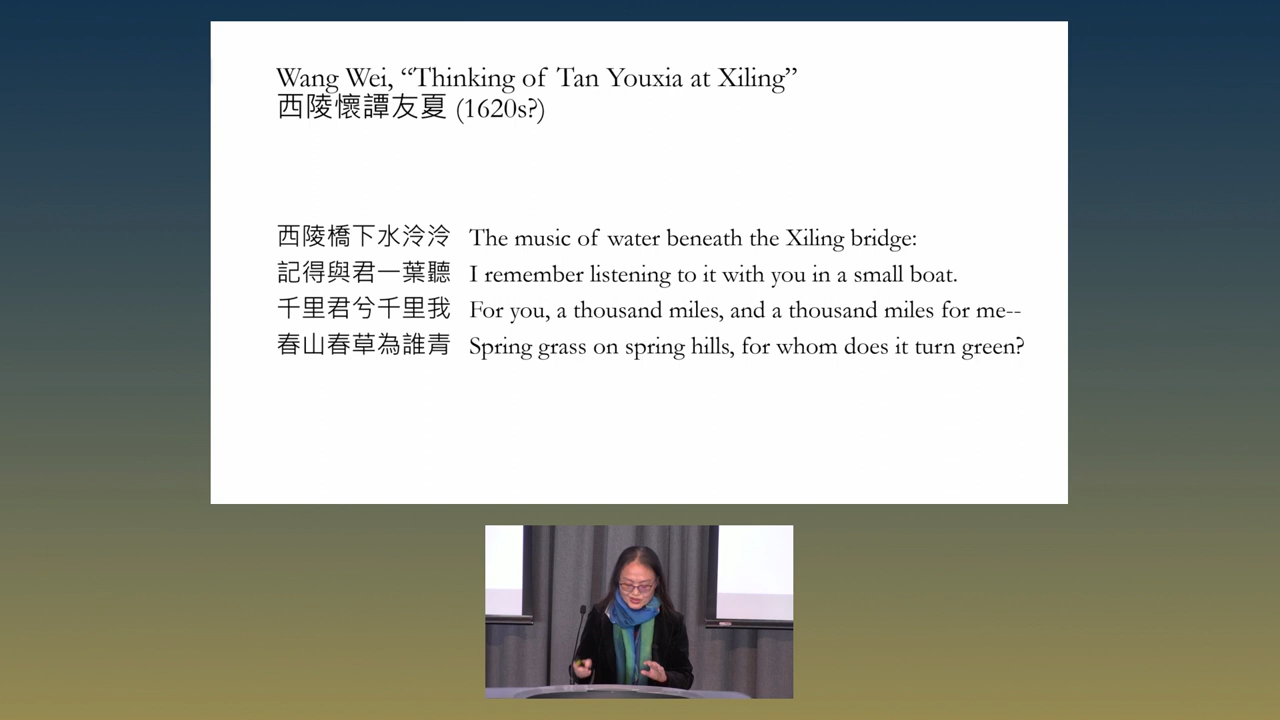 Wang Wei, “Thinking of Tan Youxia at Xiling”
西陵懷譚友夏 (1620s?)
西陵橋下水泠泠 The music of water beneath the Xiling bridge:
記得與君一葉聽 I remember listening to it with you in a small boat.
千里君兮千里我 For you, a thousand miles, and a thousand miles for me--
春山春草為誰青 Spring grass on spring hills, for whom does it turn green?